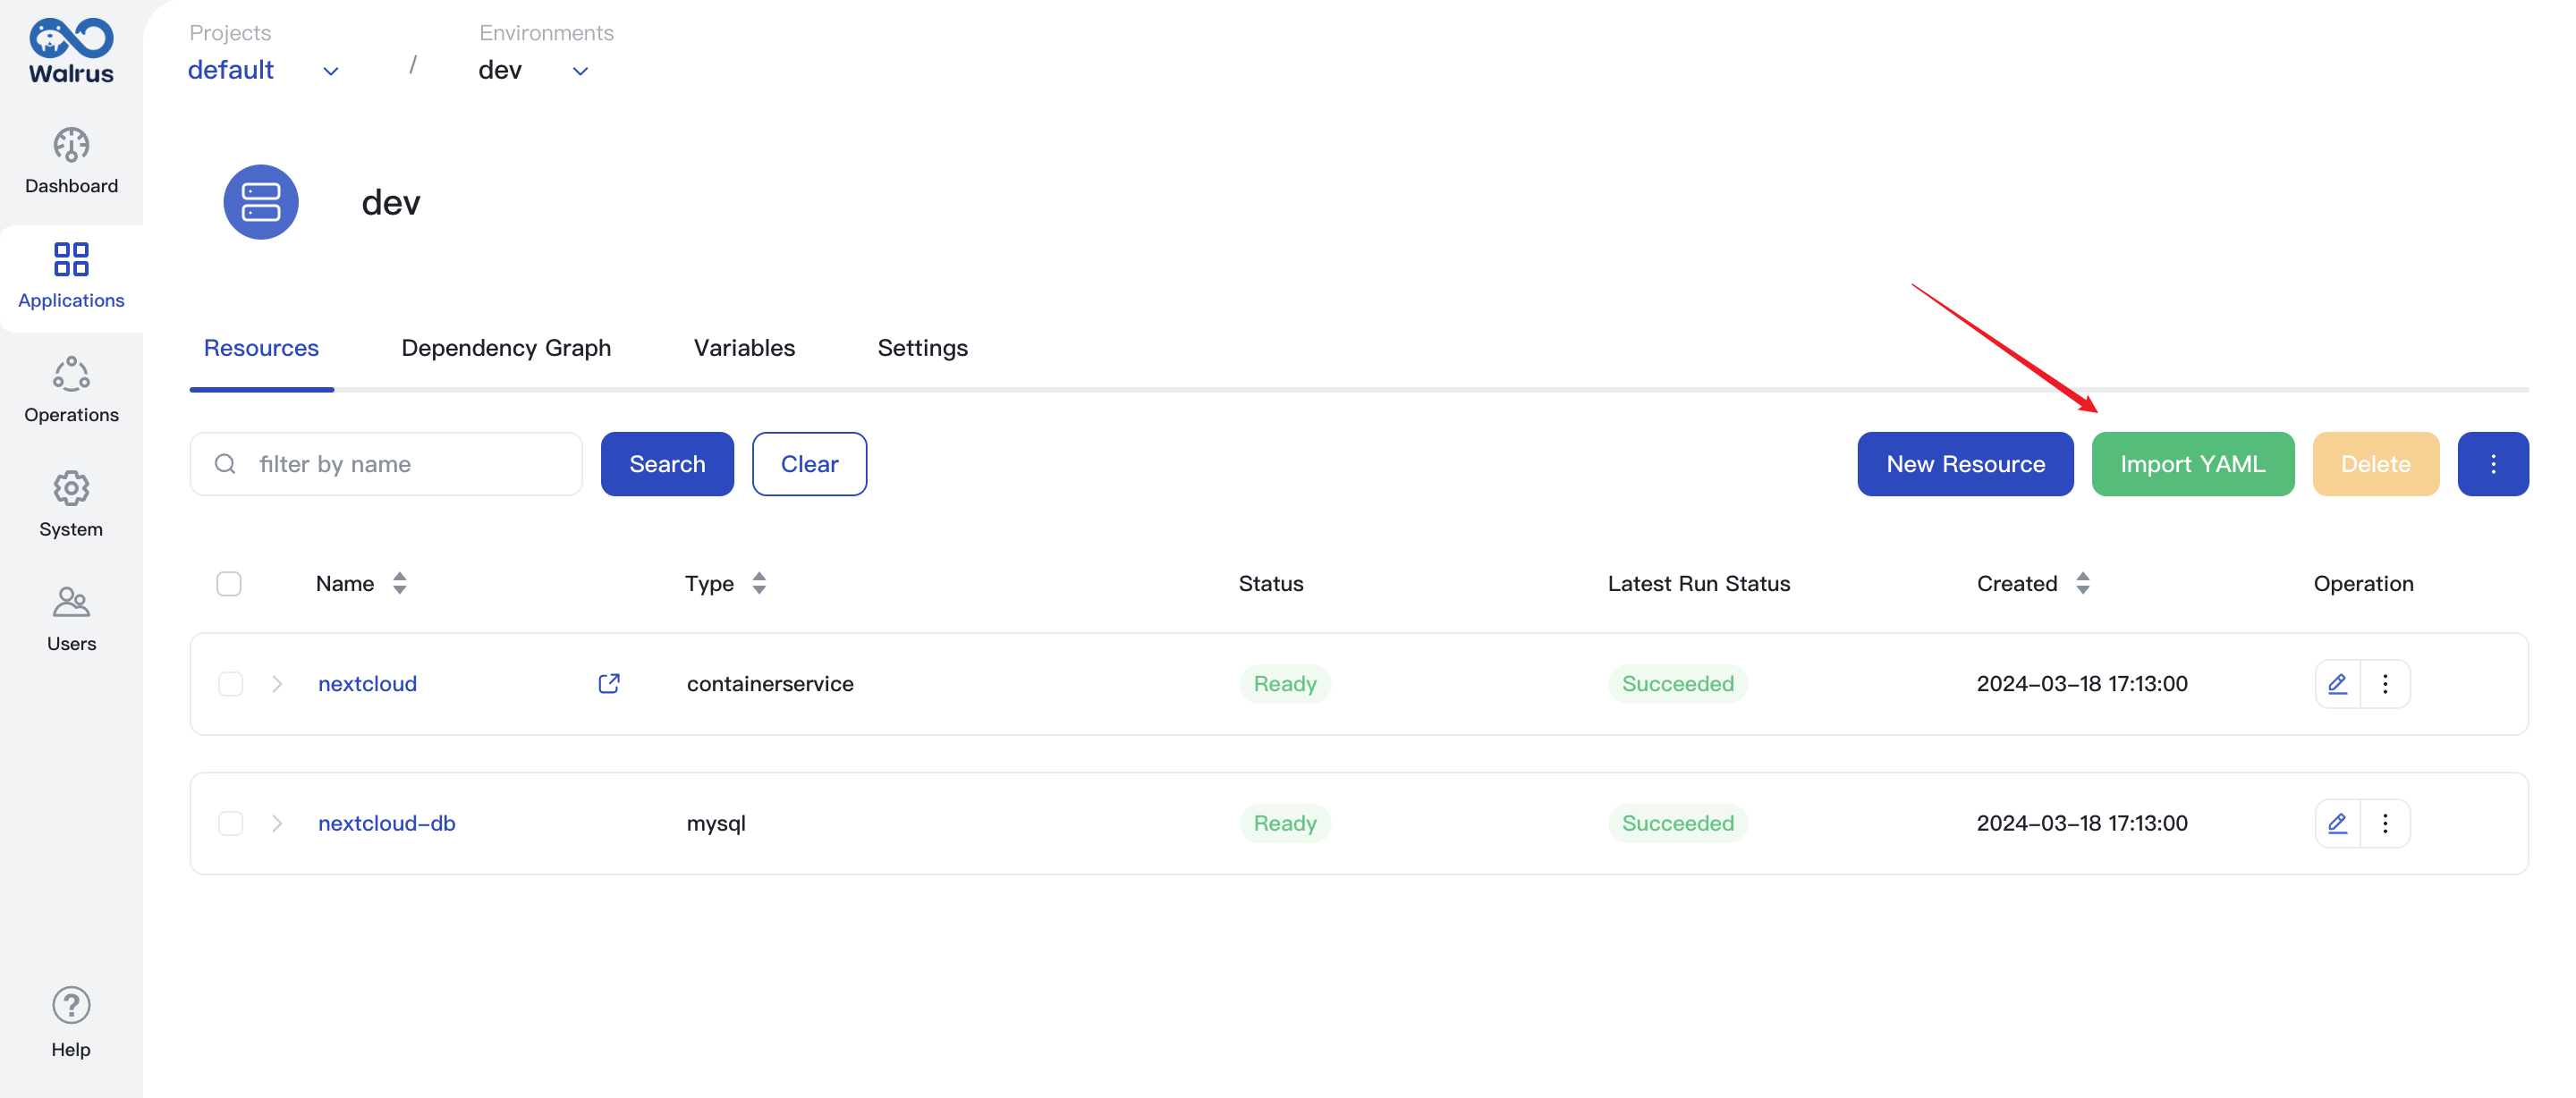 Walrus
Projects
Environments
default / dev
Dashboard
Applications
Operations
System
Users
Help
dev
Resources Dependency Graph Variables Settings
filter by name Search Clear New Resource Import YAML Delete
Name Type Status Latest Run Status Created Operation
nextcloud containerservice Ready Succeeded 2024-03-18 17:13:00
nextcloud-db mysql Ready Succeeded 2024-03-18 17:13:00